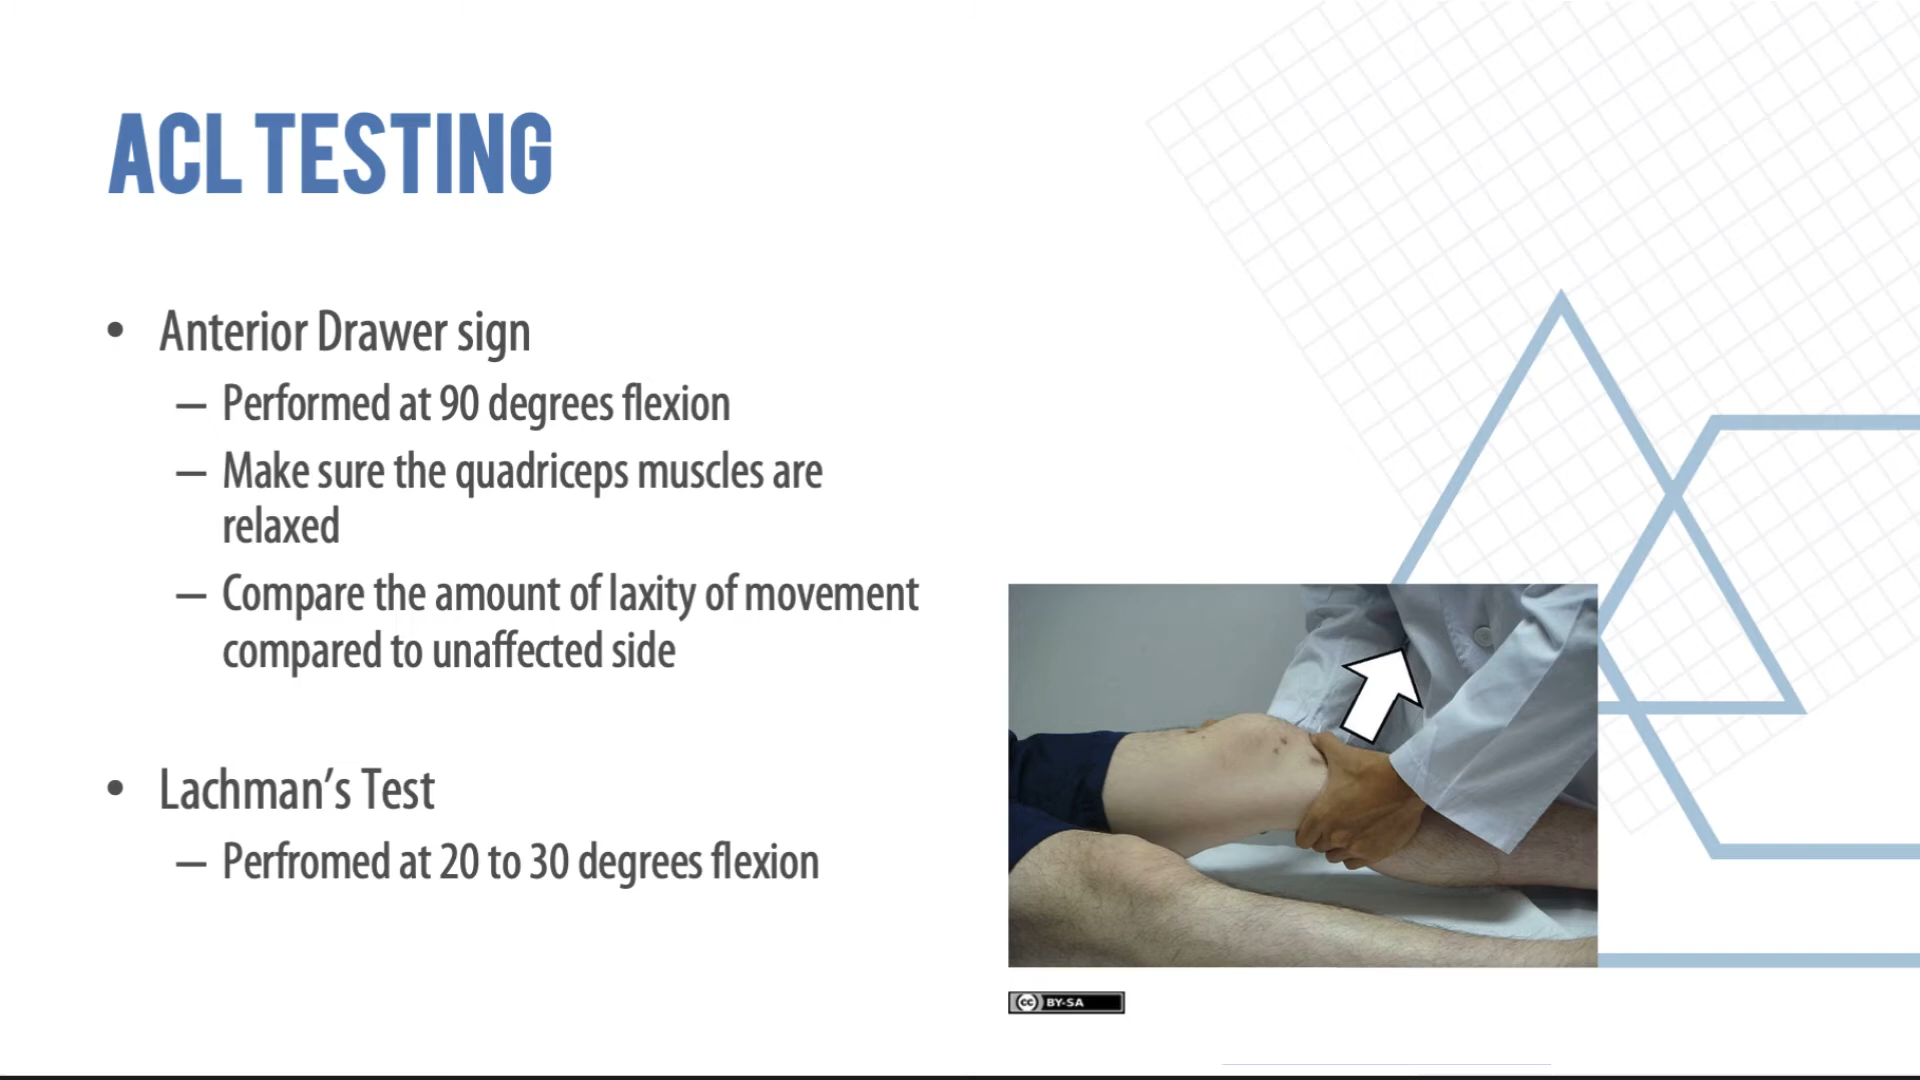 ACL TESTING
• Anterior Drawer sign
– Performed at 90 degrees flexion
– Make sure the quadriceps muscles are
relaxed
– Compare the amount of laxity of movement
compared to unaffected side
• Lachman’s Test
– Perfromed at 20 to 30 degrees flexion
cc BY-SA